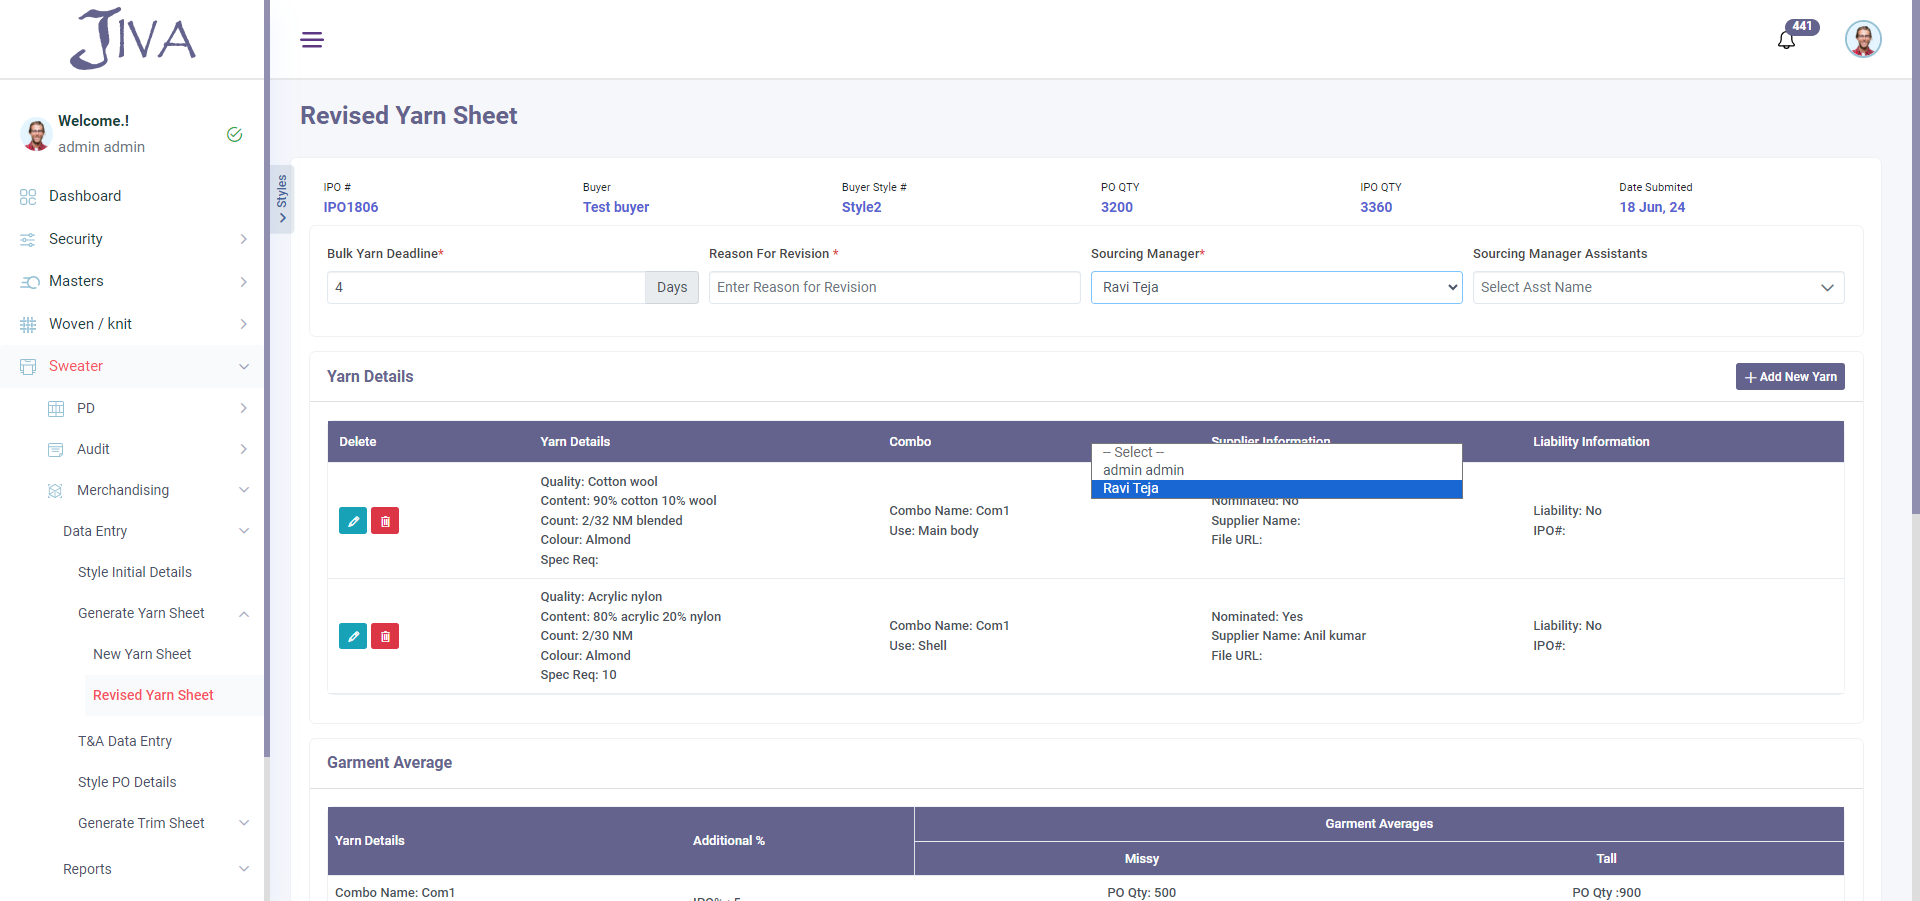 JIVA
441
Welcome.!
admin admin
Dashboard
Security
Masters
Woven / knit
Sweater
PD
Audit
Merchandising
Data Entry
Style Initial Details
Generate Yarn Sheet
New Yarn Sheet
Revised Yarn Sheet
T&A Data Entry
Style PO Details
Generate Trim Sheet
Reports
Styles
Revised Yarn Sheet
IPO # Buyer Buyer Style # PO QTY IPO QTY Date Submited
IPO1806 Test buyer Style2 3200 3360 18 Jun, 24
Bulk Yarn Deadline* Reason For Revision * Sourcing Manager* Sourcing Manager Assistants
4 Days Enter Reason for Revision Ravi Teja Select Asst Name
Yarn Details + Add New Yarn
Delete Yarn Details Combo Supplier Information Liability Information
-- Select --
admin admin
Ravi Teja
Quality: Cotton wool
Content: 90% cotton 10% wool
Count: 2/32 NM blended
Colour: Almond
Spec Req:
Combo Name: Com1
Use: Main body
Nominated: No
Supplier Name:
File URL:
Liability: No
IPO#:
Quality: Acrylic nylon
Content: 80% acrylic 20% nylon
Count: 2/30 NM
Colour: Almond
Spec Req: 10
Combo Name: Com1
Use: Shell
Nominated: Yes
Supplier Name: Anil kumar
File URL:
Liability: No
IPO#:
Garment Average
Yarn Details Additional % Garment Averages
Missy Tall
Combo Name: Com1 PO Qty: 500 PO Qty :900
IPO% : 5